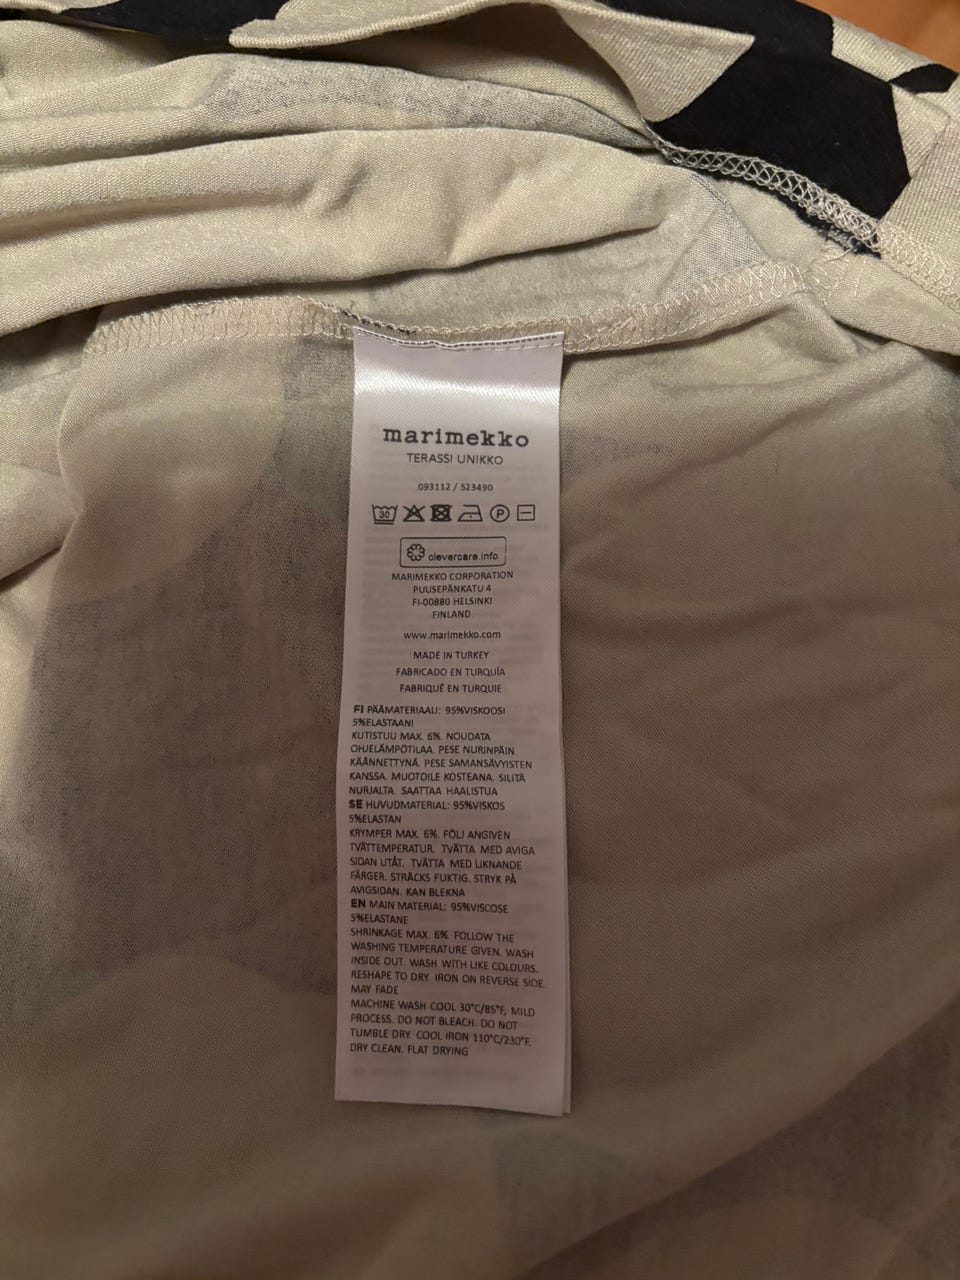 marimekko
TERASSI UNIKKO
093112 / 523490
30 P
clevercare.info
MARIMEKKO CORPORATION
PUUSEPÄNKATU 4
FI-00880 HELSINKI
FINLAND
www.marimekko.com
MADE IN TURKEY
FABRICADO EN TURQUÍA
FABRIQUÉ EN TURQUIE
FI PÄÄMATERIAALI: 95%VISKOOSI
5%ELASTAANI
KUTISTUU MAX. 6%. NOUDATA
OHJELÄMPÖTILAA. PESE NURINPÄIN
KÄÄNNETTYNÄ. PESE SAMANSÄVYISTEN
KANSSA. MUOTOILE KOSTEANA. SILITÄ
NURJALTA. SAATTAA HAALISTUA
SE HUVUDMATERIAL: 95%VISKOS
5%ELASTAN
KRYMPER MAX. 6%. FÖLJ ANGIVEN
TVÄTTEMPERATUR. TVÄTTA MED AVIGA
SIDAN UTÅT. TVÄTTA MED LIKNANDE
FÄRGER. STRÄCKS FUKTIG. STRYK PÅ
AVIGSIDAN. KAN BLEKNA
EN MAIN MATERIAL: 95%VISCOSE
5%ELASTANE
SHRINKAGE MAX. 6%. FOLLOW THE
WASHING TEMPERATURE GIVEN. WASH
INSIDE OUT. WASH WITH LIKE COLOURS.
RESHAPE TO DRY. IRON ON REVERSE SIDE.
MAY FADE
MACHINE WASH COOL 30°C/85°F, MILD
PROCESS. DO NOT BLEACH. DO NOT
TUMBLE DRY. COOL IRON 110°C/230°F.
DRY CLEAN. FLAT DRYING